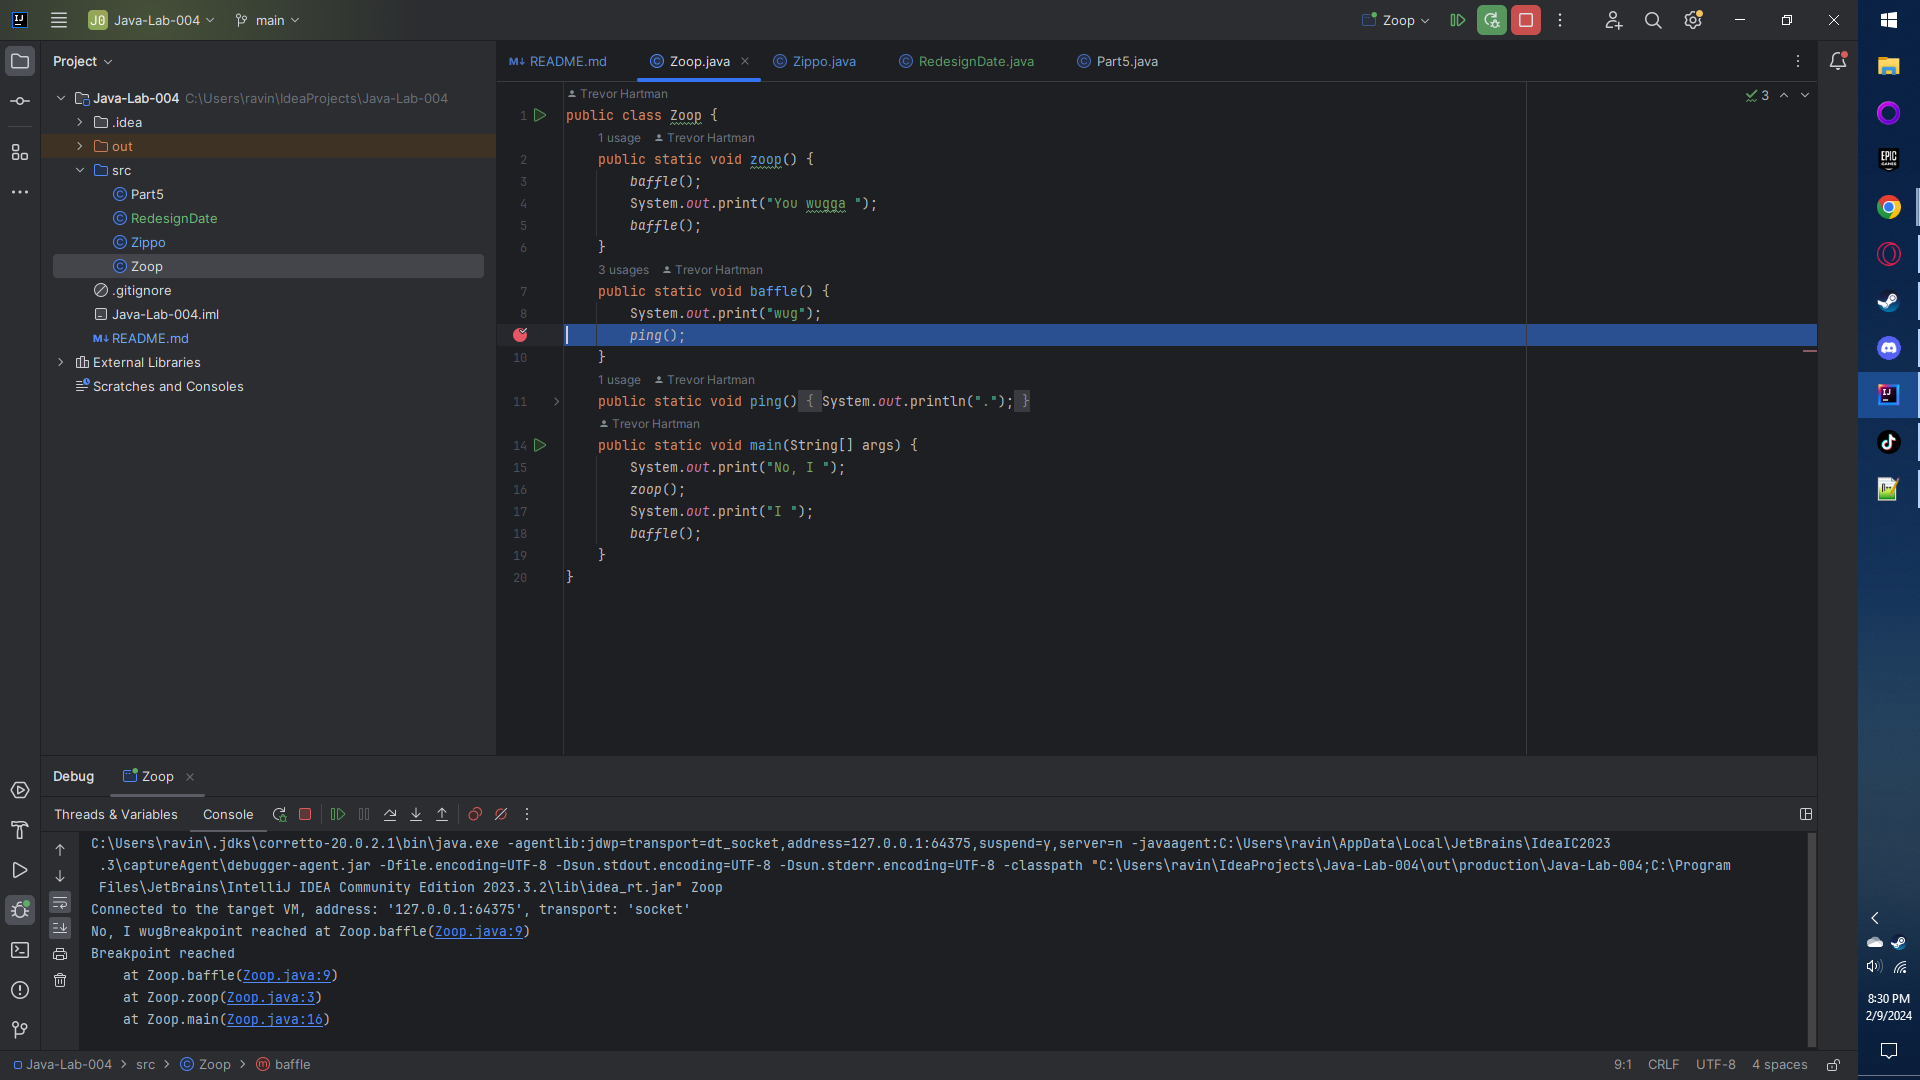 J0 Java-Lab-004 main Zoop
Project
Java-Lab-004 C:\Users\ravin\IdeaProjects\Java-Lab-004
.idea
out
src
Part5
RedesignDate
Zippo
Zoop
.gitignore
Java-Lab-004.iml
M↓ README.md
External Libraries
Scratches and Consoles
M↓ README.md Zoop.java Zippo.java RedesignDate.java Part5.java
3
Trevor Hartman
1 public class Zoop {
1 usage Trevor Hartman
2 public static void zoop() {
3 baffle();
4 System.out.print("You wugga ");
5 baffle();
6 }
3 usages Trevor Hartman
7 public static void baffle() {
8 System.out.print("wug");
ping();
10 }
1 usage Trevor Hartman
11 public static void ping() { System.out.println("."); }
Trevor Hartman
14 public static void main(String[] args) {
15 System.out.print("No, I ");
16 zoop();
17 System.out.print("I ");
18 baffle();
19 }
20 }
Debug Zoop
Threads & Variables Console
C:\Users\ravin\.jdks\corretto-20.0.2.1\bin\java.exe -agentlib:jdwp=transport=dt_socket,address=127.0.0.1:64375,suspend=y,server=n -javaagent:C:\Users\ravin\AppData\Local\JetBrains\IdeaIC2023
.3\captureAgent\debugger-agent.jar -Dfile.encoding=UTF-8 -Dsun.stdout.encoding=UTF-8 -Dsun.stderr.encoding=UTF-8 -classpath "C:\Users\ravin\IdeaProjects\Java-Lab-004\out\production\Java-Lab-004;C:\Program
Files\JetBrains\IntelliJ IDEA Community Edition 2023.3.2\lib\idea_rt.jar" Zoop
Connected to the target VM, address: '127.0.0.1:64375', transport: 'socket'
No, I wugBreakpoint reached at Zoop.baffle(Zoop.java:9)
Breakpoint reached
at Zoop.baffle(Zoop.java:9)
at Zoop.zoop(Zoop.java:3)
at Zoop.main(Zoop.java:16)
Java-Lab-004 > src > Zoop > baffle
9:1 CRLF UTF-8 4 spaces
EPIC GAMES
8:30 PM
2/9/2024